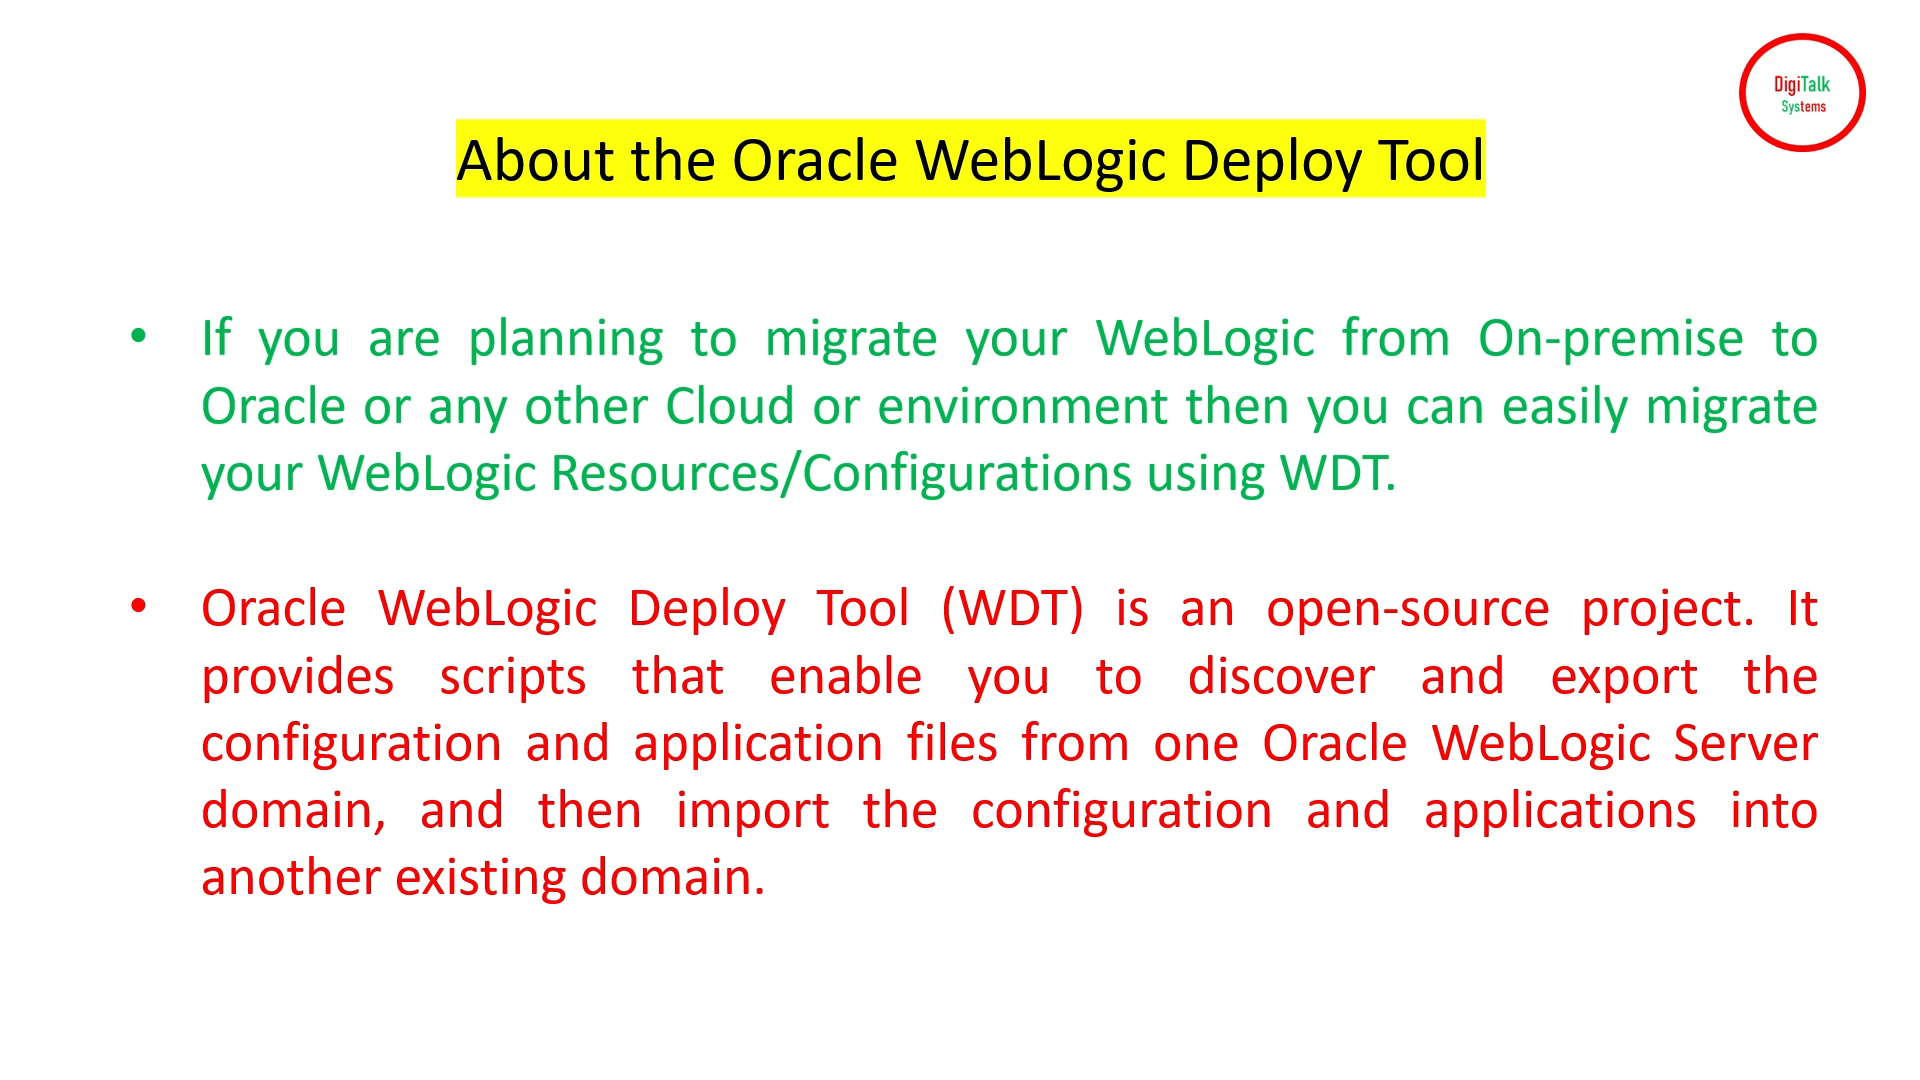 DigiTalk
Systems
About the Oracle WebLogic Deploy Tool
• If you are planning to migrate your WebLogic from On-premise to
Oracle or any other Cloud or environment then you can easily migrate
your WebLogic Resources/Configurations using WDT.
• Oracle WebLogic Deploy Tool (WDT) is an open-source project. It
provides scripts that enable you to discover and export the
configuration and application files from one Oracle WebLogic Server
domain, and then import the configuration and applications into
another existing domain.